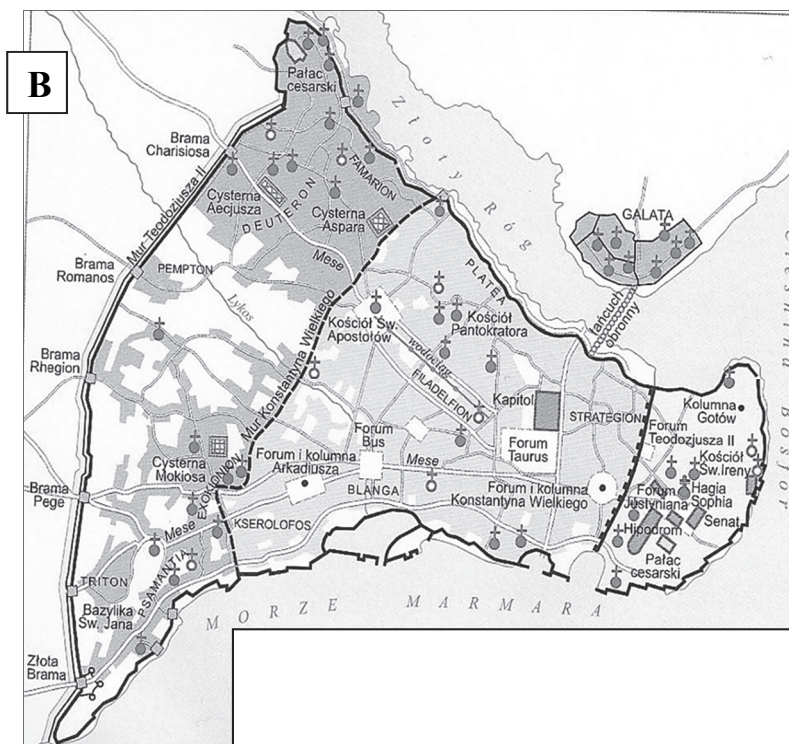 B
Pałac
cesarski
Złoty Róg
Brama
Charisiosa
FAMARION
Mur Teodozjusza II
Cysterna
Aecjusza
DEUTERON
Cysterna
Aspara
GALATA
Cieśnina Bosfor
Mese
Brama
Romanos
PEMPTON
PLATEA
Lykos
łańcuch
obronny
Kościół Św.
Apostołów
Kościół
Pantokratora
Mur Konstantyna Wielkiego
wodociąg
Brama
Rhegion
FILADELFION
Kapitol
STRATEGION
Kolumna
Gotów
Forum
Teodozjusza II
Forum
Bus
Forum
Taurus
Kościół
Św.Ireny
Cysterna
Mokiosa
EXOKIONION
Forum i kolumna
Arkadiusza
Mese
Hagia
Sophia
Brama
Pege
BLANGA
Forum i kolumna
Konstantyna Wielkiego
Forum
Justyniana
Senat
Mese
KSEROLOFOS
Hipodrom
Pałac
cesarski
TRITON
PSAMANTIA
Bazylika
Św. Jana
MORZE MARMARA
Złota
Brama